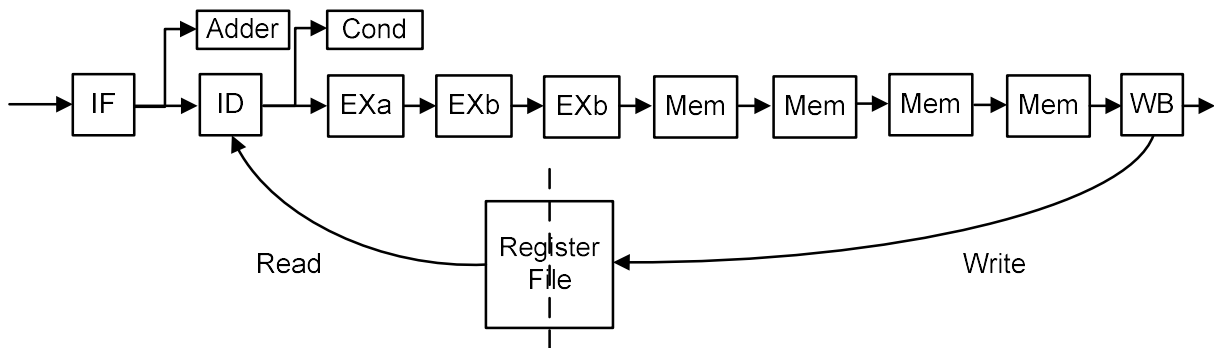 Adder
Cond
IF
ID
EXa
EXb
EXb
Mem
Mem
Mem
Mem
WB
Register
File
Read
Write